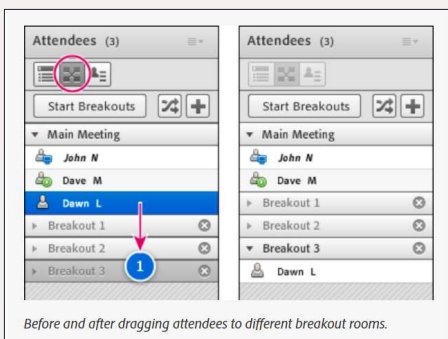 Attendees (3)
Start Breakouts
Main Meeting
John N
Dave M
Dawn L
Breakout 1
Breakout 2
Breakout 3
1
Attendees (3)
Start Breakouts
Main Meeting
John N
Dave M
Breakout 1
Breakout 2
Breakout 3
Dawn L
Before and after dragging attendees to different breakout rooms.